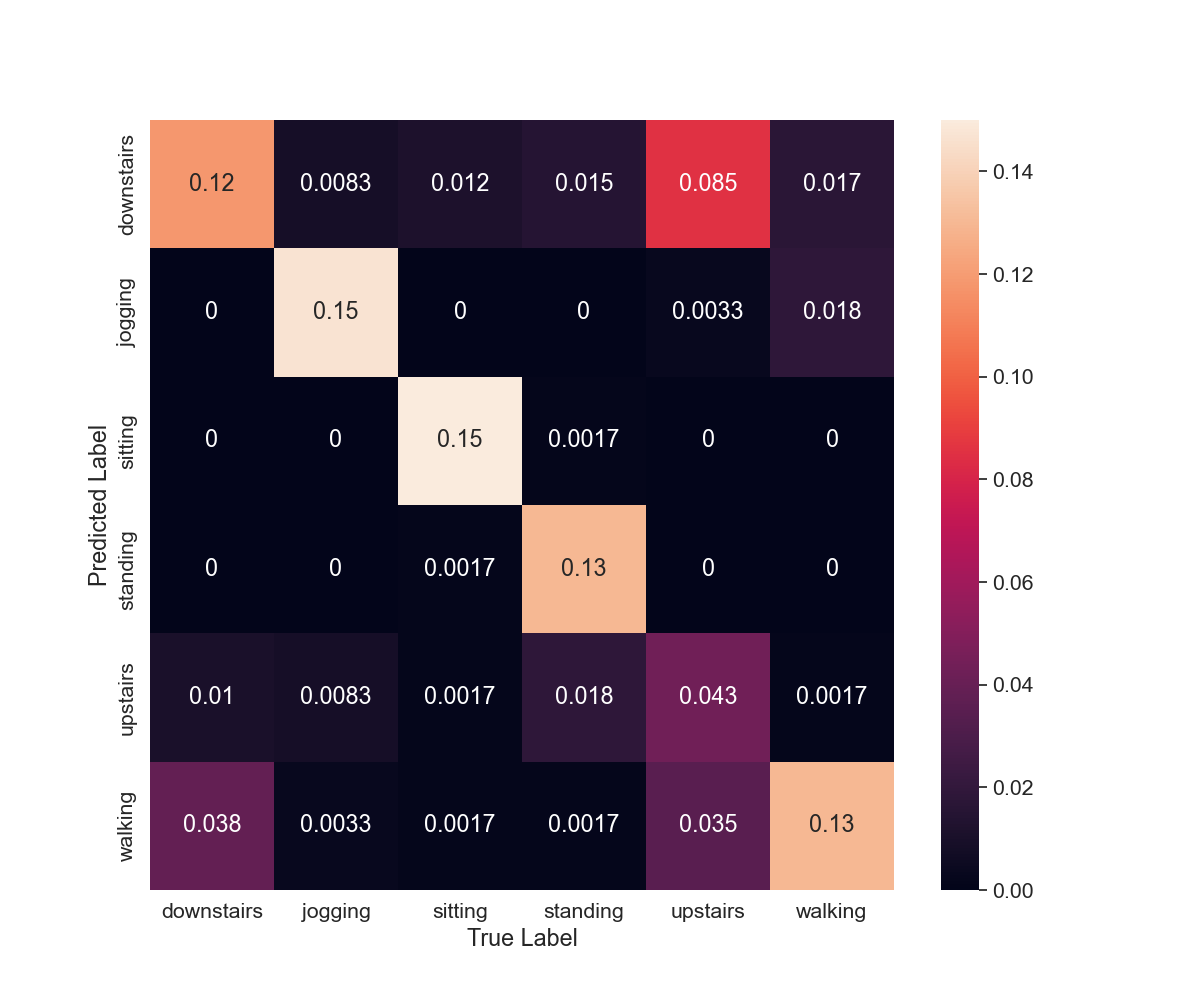 downstairs 0.12 0.0083 0.012 0.015 0.085 0.017 0.14
jogging 0 0.15 0 0 0.0033 0.018 0.12
0.10
sitting 0 0 0.15 0.0017 0 0
0.08
Predicted Label
standing 0 0 0.0017 0.13 0 0
0.06
upstairs 0.01 0.0083 0.0017 0.018 0.043 0.0017
0.04
0.02
walking 0.038 0.0033 0.0017 0.0017 0.035 0.13
0.00
downstairs jogging sitting standing upstairs walking
True Label